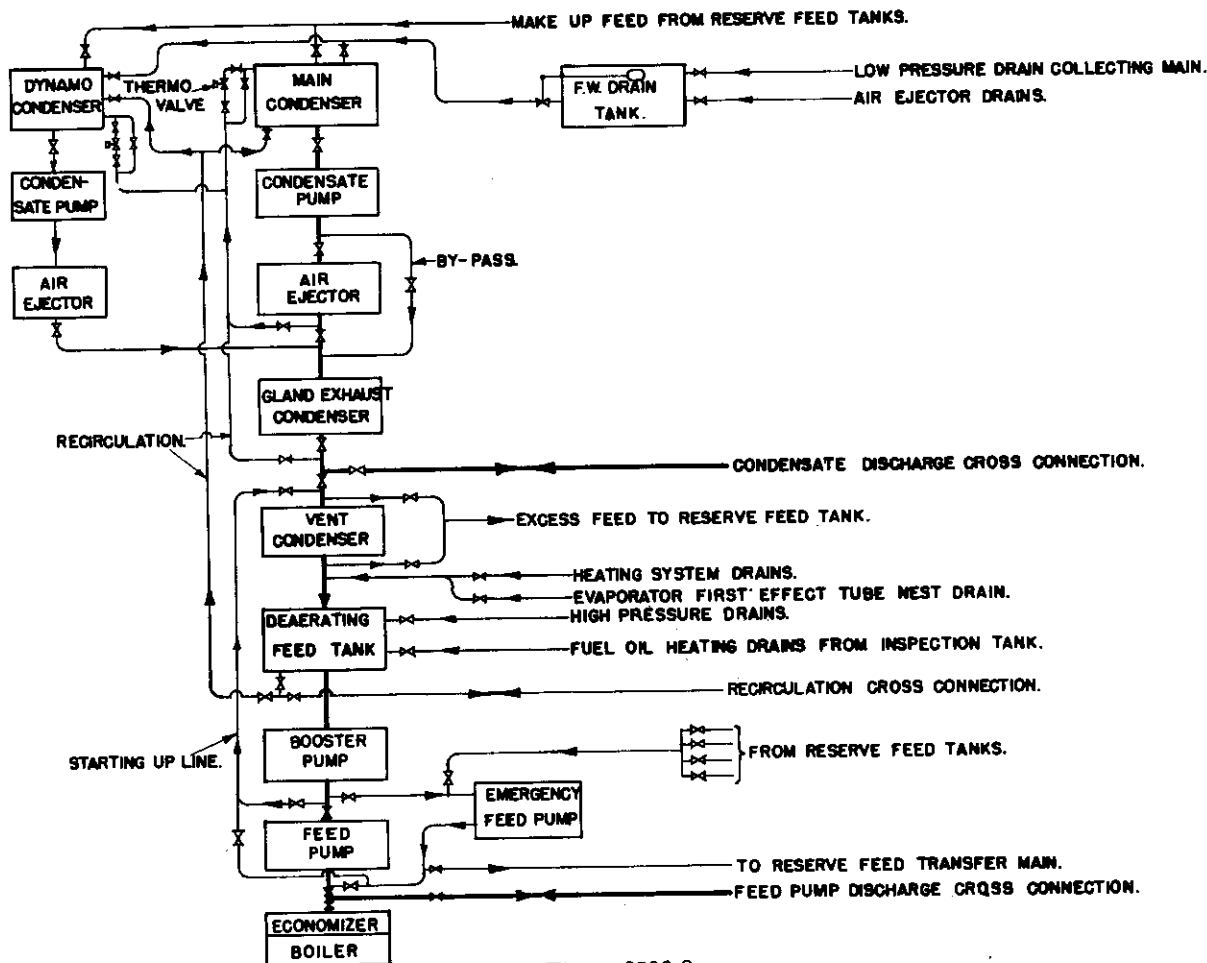 MAKE UP FEED FROM RESERVE FEED TANKS.
DYNAMO
CONDENSER
THERMO
VALVE
MAIN
CONDENSER
F.W. DRAIN
TANK.
LOW PRESSURE DRAIN COLLECTING MAIN.
AIR EJECTOR DRAINS.
CONDEN-
SATE PUMP
CONDENSATE
PUMP
BY-PASS.
AIR
EJECTOR
AIR
EJECTOR
GLAND EXHAUST
CONDENSER
RECIRCULATION.
CONDENSATE DISCHARGE CROSS CONNECTION.
VENT
CONDENSER
EXCESS FEED TO RESERVE FEED TANK.
HEATING SYSTEM DRAINS.
EVAPORATOR FIRST EFFECT TUBE NEST DRAIN.
HIGH PRESSURE DRAINS.
DEAERATING
FEED TANK
FUEL OIL HEATING DRAINS FROM INSPECTION TANK.
RECIRCULATION CROSS CONNECTION.
STARTING UP LINE.
BOOSTER
PUMP
FROM RESERVE FEED TANKS.
EMERGENCY
FEED PUMP
FEED
PUMP
TO RESERVE FEED TRANSFER MAIN.
FEED PUMP DISCHARGE CROSS CONNECTION.
ECONOMIZER
BOILER